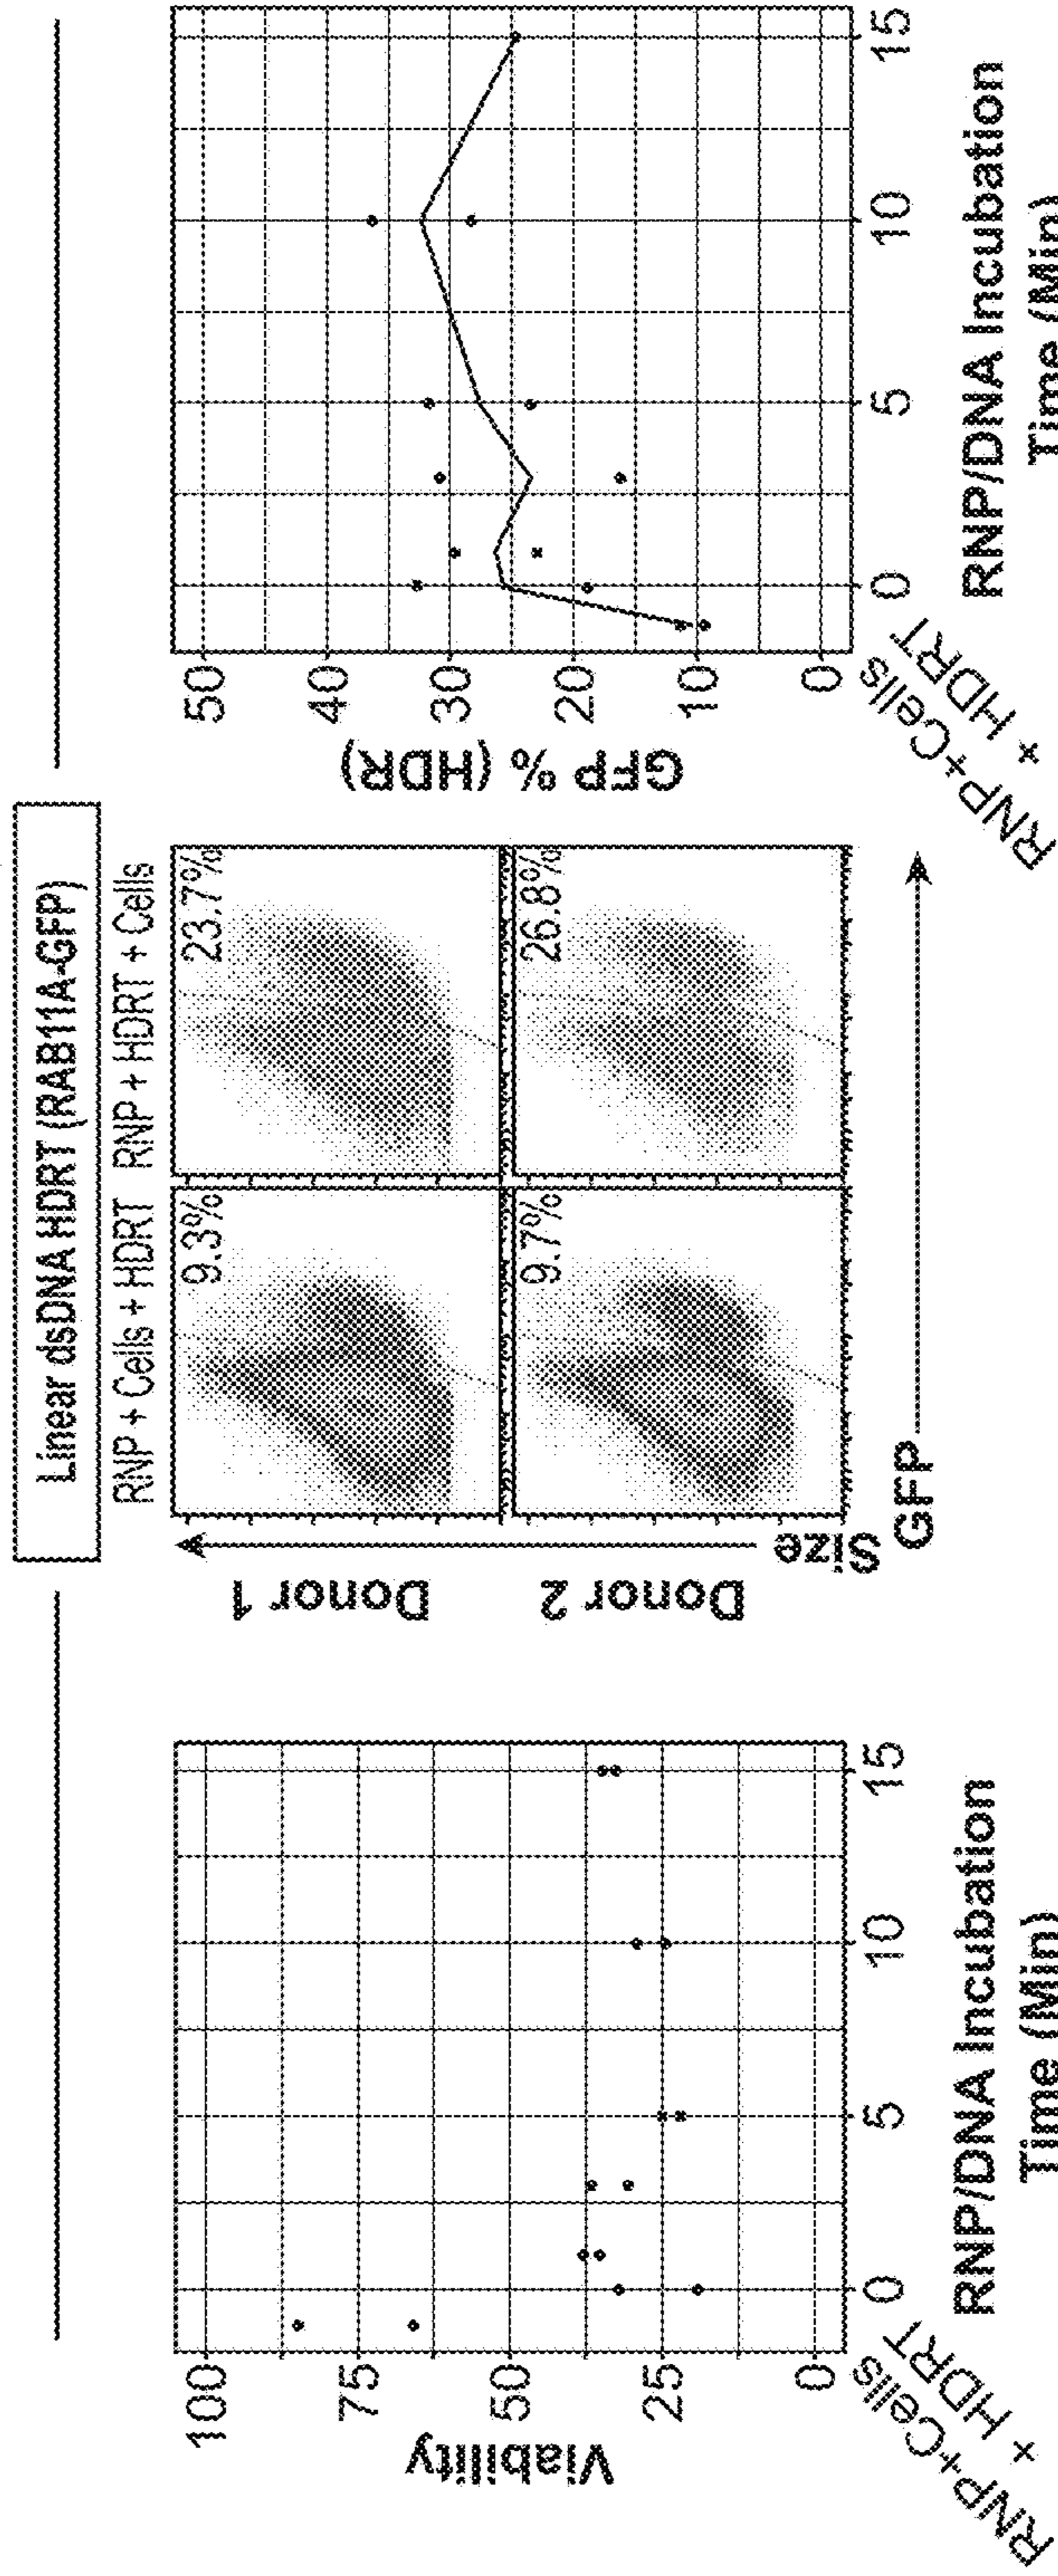 Linear dsDNA HDRT (RAB11A-GFP)
Viability
100
75
50
25
0
RNP+Cells
+ HDRT
0
5
10
15
RNP/DNA Incubation
Time (Min)
RNP + Cells + HDRT
RNP + HDRT + Cells
Donor 1
9.3%
23.7%
Donor 2
9.7%
26.8%
Size
GFP
GFP % (HDR)
50
40
30
20
10
0
RNP+Cells
+ HDRT
0
5
10
15
RNP/DNA Incubation
Time (Min)